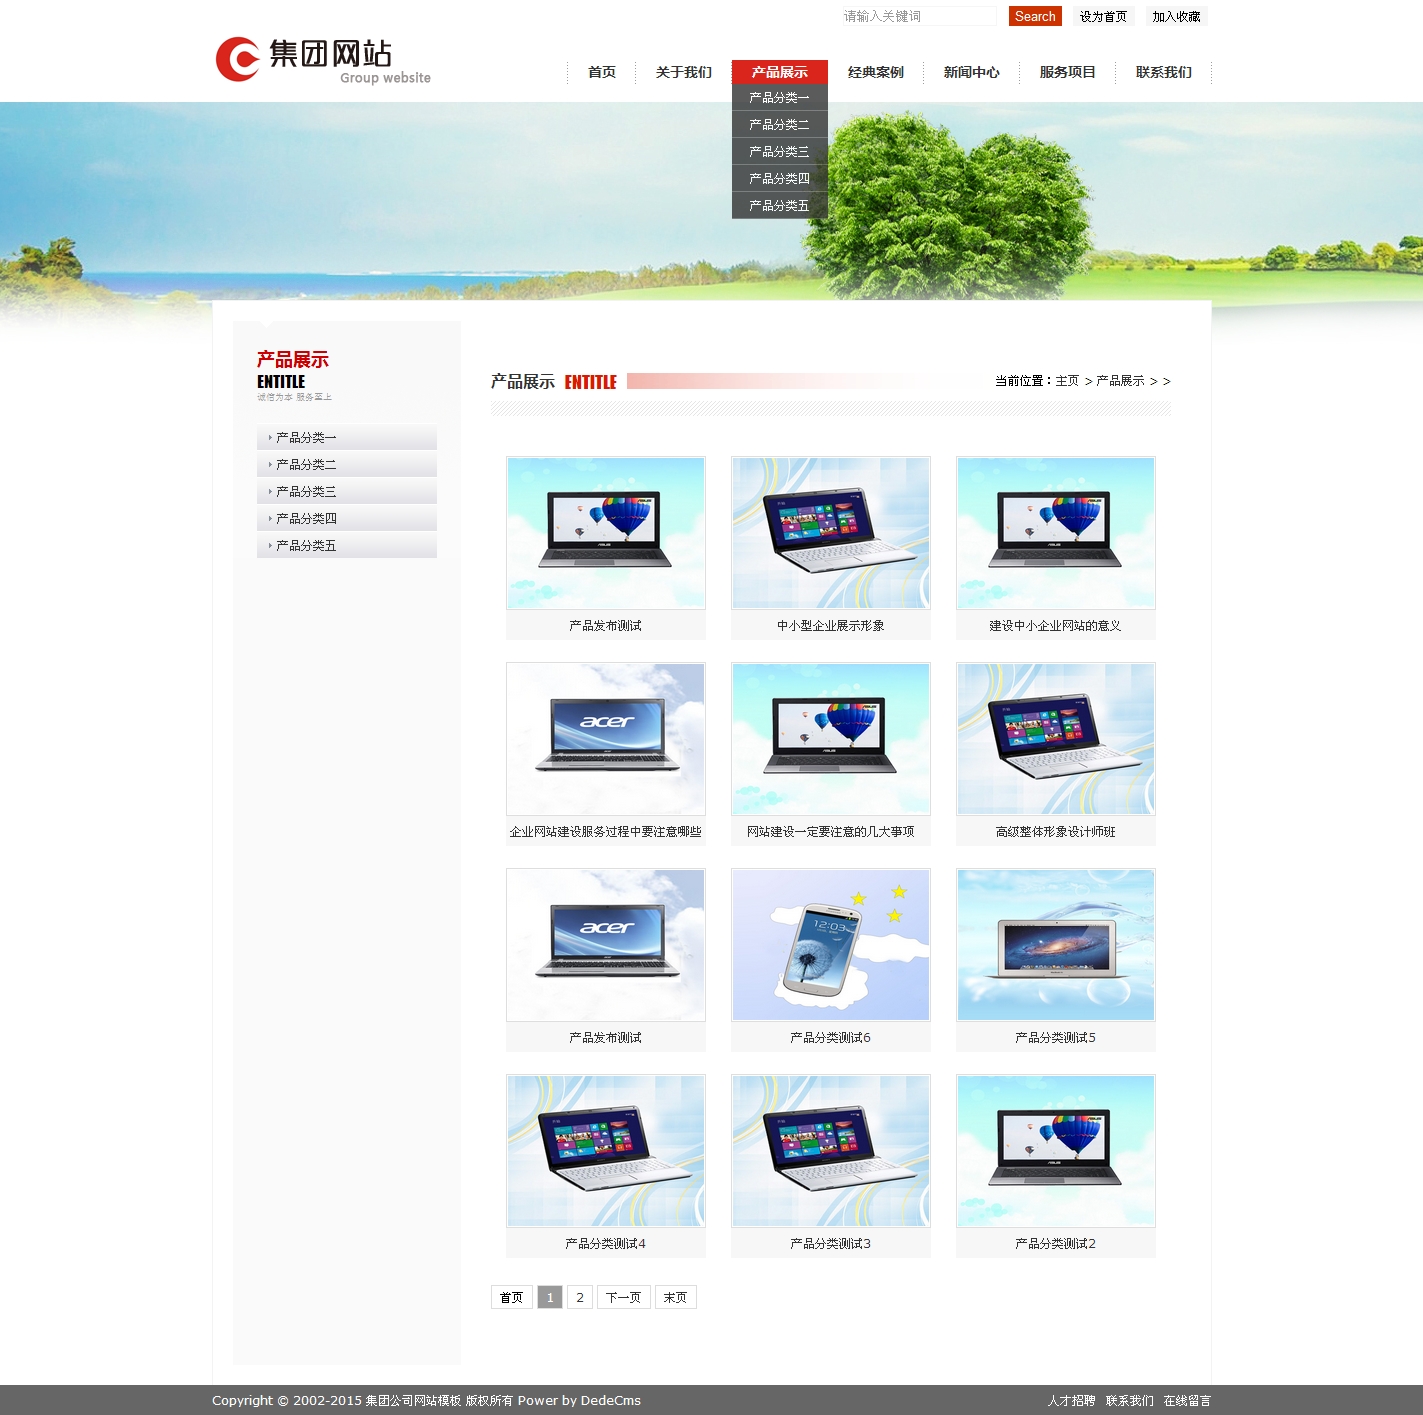 请输入关键词 Search 设为首页 加入收藏
集团网站
Group website
首页 关于我们 产品展示 经典案例 新闻中心 服务项目 联系我们
产品分类一
产品分类二
产品分类三
产品分类四
产品分类五
产品展示
ENTITLE
诚信为本 服务至上
产品分类一
产品分类二
产品分类三
产品分类四
产品分类五
产品展示 ENTITLE 当前位置：主页 > 产品展示 > >
产品发布测试 中小型企业展示形象 建设中小企业网站的意义
acer
企业网站建设服务过程中要注意哪些 网站建设一定要注意的几大事项 高级整体形象设计师班
acer 12:03
产品发布测试 产品分类测试6 产品分类测试5
产品分类测试4 产品分类测试3 产品分类测试2
首页 1 2 下一页 末页
Copyright © 2002-2015 集团公司网站模板 版权所有 Power by DedeCms 人才招聘 联系我们 在线留言